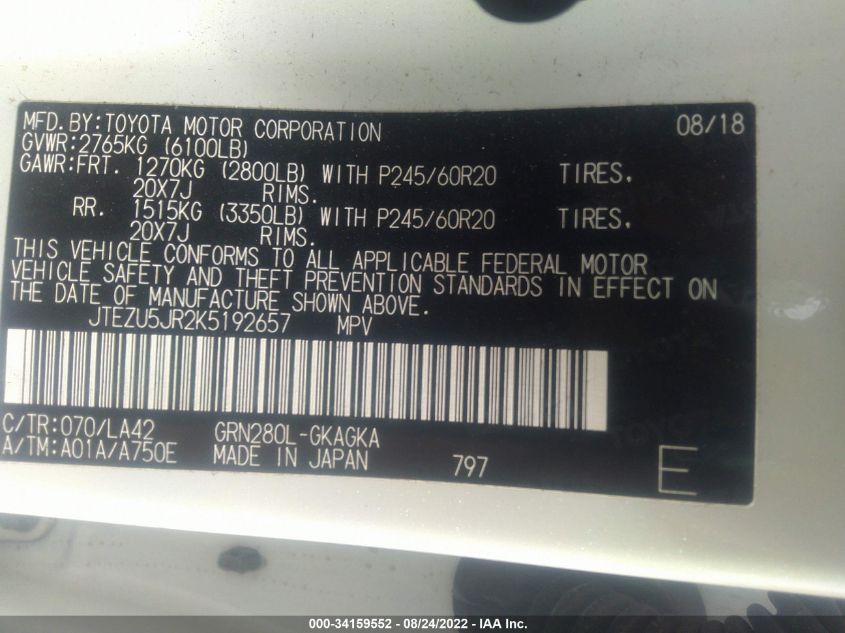 MFD.BY:TOYOTA MOTOR CORPORATION 08/18
GVWR:2765KG (6100LB)
GAWR:FRT. 1270KG (2800LB) WITH P245/60R20 TIRES.
20X7J RIMS.
RR. 1515KG (3350LB) WITH P245/60R20 TIRES.
20X7J RIMS.
THIS VEHICLE CONFORMS TO ALL APPLICABLE FEDERAL MOTOR
VEHICLE SAFETY AND THEFT PREVENTION STANDARDS IN EFFECT ON
THE DATE OF MANUFACTURE SHOWN ABOVE.
JTEZU5JR2K5192657 MPV
C/TR:070/LA42 GRN280L-GKAGKA
A/TM:A01A/A750E MADE IN JAPAN 797 E
000-34159552 - 08/24/2022 - IAA Inc.